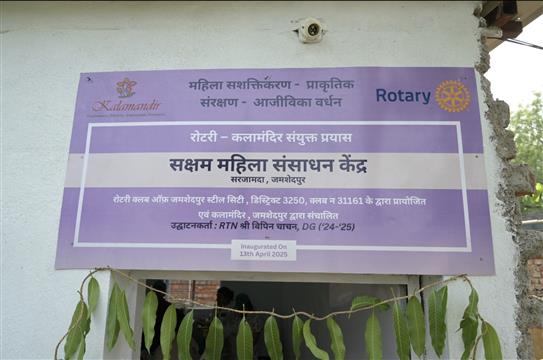 Kalamandir
महिला सशक्तिकरण - प्राकृतिक
संरक्षण - आजीविका वर्धन
Rotary
रोटरी – कलामंदिर संयुक्त प्रयास
सक्षम महिला संसाधन केंद्र
सरजामदा , जमशेदपुर
रोटरी क्लब ऑफ़ जमशेदपुर स्टील सिटी , डिस्ट्रिक्ट 3250, क्लब न 31161 के द्वारा प्रायोजित
एवं कलामंदिर , जमशेदपुर द्वारा संचालित
उद्घाटनकर्ता : RTN श्री बिपिन चाचन, DG ('24-'25)
Inaugurated On
13th April 2025